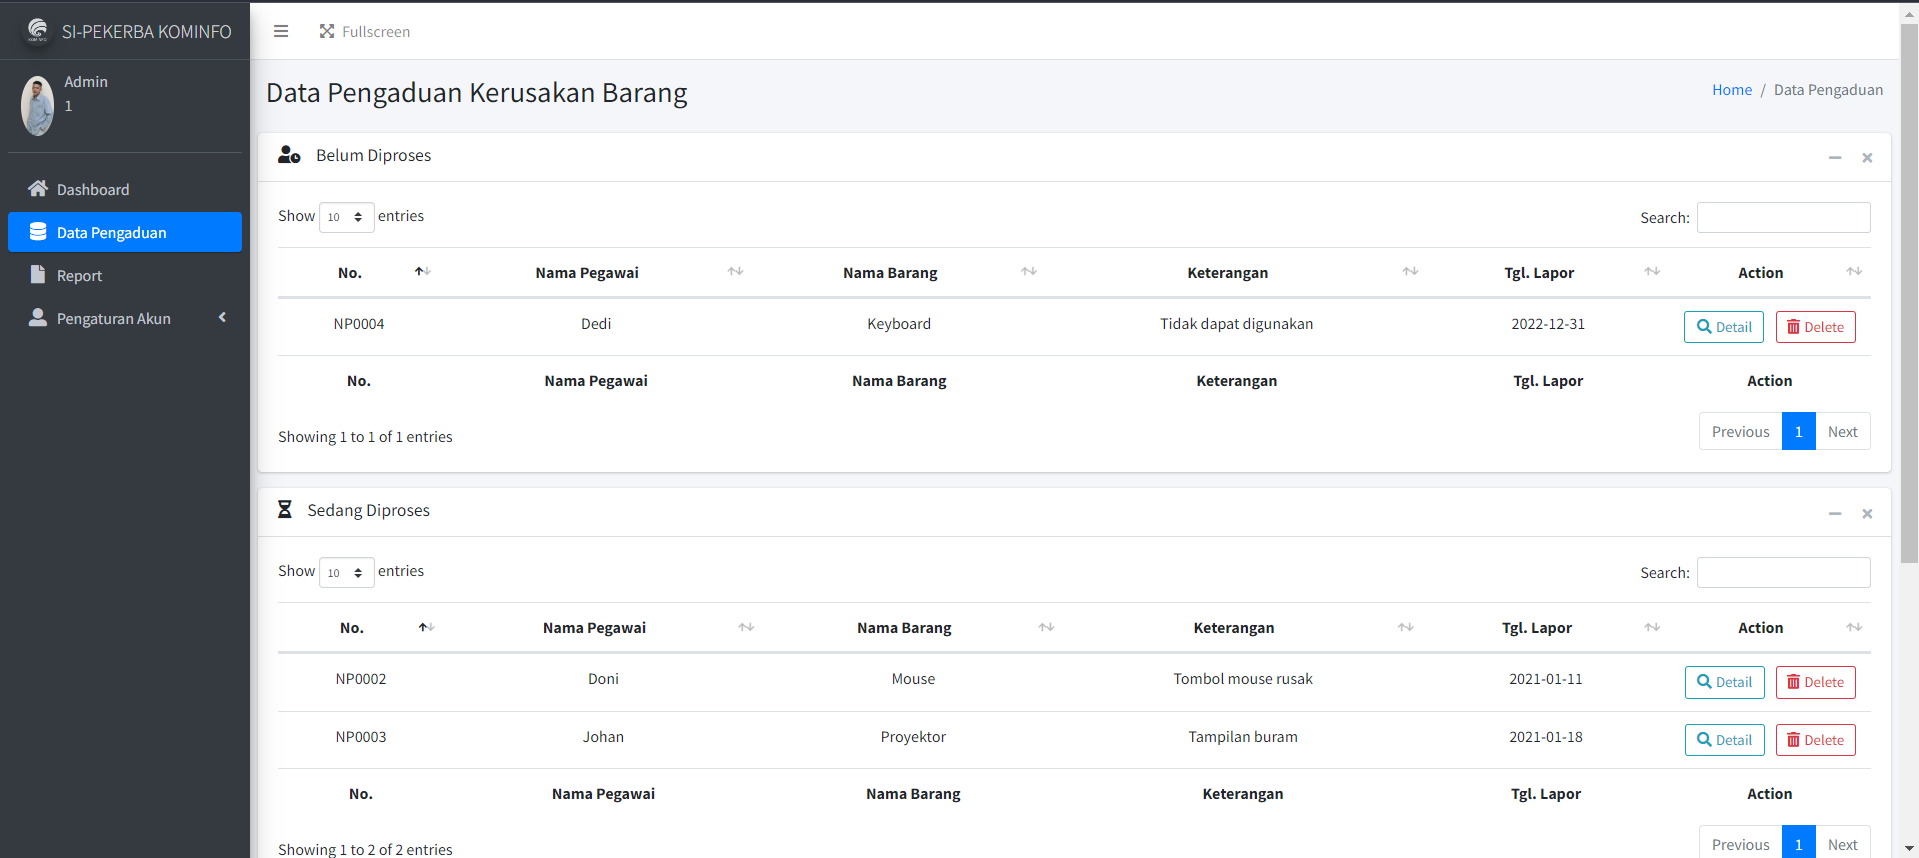 SI-PEKERBA KOMINFO
Fullscreen
Admin
1
Dashboard
Data Pengaduan
Report
Pengaturan Akun
Data Pengaduan Kerusakan Barang
Home / Data Pengaduan
Belum Diproses
Show 10 entries
Search:
No. Nama Pegawai Nama Barang Keterangan Tgl. Lapor Action
NP0004 Dedi Keyboard Tidak dapat digunakan 2022-12-31 Detail Delete
No. Nama Pegawai Nama Barang Keterangan Tgl. Lapor Action
Showing 1 to 1 of 1 entries
Previous 1 Next
Sedang Diproses
Show 10 entries
Search:
No. Nama Pegawai Nama Barang Keterangan Tgl. Lapor Action
NP0002 Doni Mouse Tombol mouse rusak 2021-01-11 Detail Delete
NP0003 Johan Proyektor Tampilan buram 2021-01-18 Detail Delete
No. Nama Pegawai Nama Barang Keterangan Tgl. Lapor Action
Showing 1 to 2 of 2 entries
Previous 1 Next